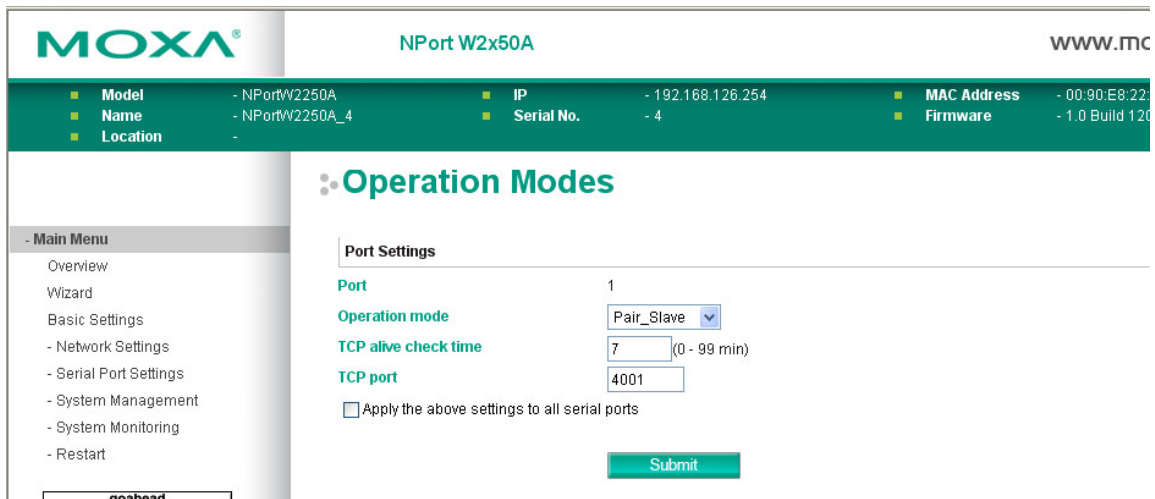 MOXA®
NPort W2x50A
www.mo
Model - NPortW2250A
IP - 192.168.126.254
MAC Address - 00:90:E8:22:
Name - NPortW2250A_4
Serial No. - 4
Firmware - 1.0 Build 120
Location -
Operation Modes
- Main Menu
Overview
Wizard
Basic Settings
- Network Settings
- Serial Port Settings
- System Management
- System Monitoring
- Restart
goahead
Port Settings
Port 1
Operation mode Pair_Slave
TCP alive check time 7 (0 - 99 min)
TCP port 4001
Apply the above settings to all serial ports
Submit